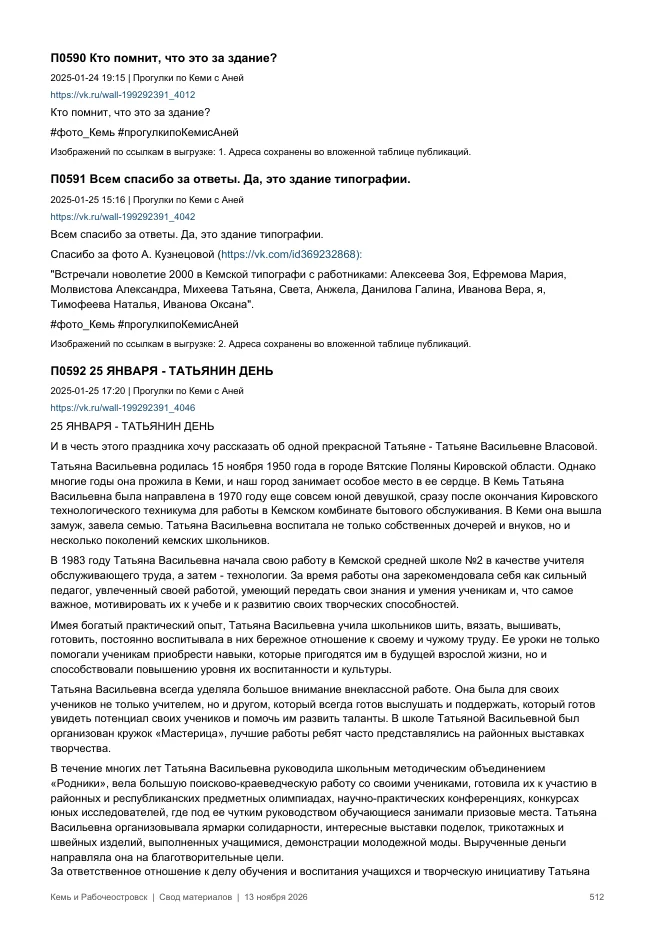 П0590 Кто помнит, что это за здание?
2025-01-24 19:15 | Прогулки по Кеми с Аней
https://vk.ru/wall-199292391_4012
Кто помнит, что это за здание?
#фото_Кемь #прогулкипоКемисАней
Изображений по ссылкам в выгрузке: 1. Адреса сохранены во вложенной таблице публикаций.
П0591 Всем спасибо за ответы. Да, это здание типографии.
2025-01-25 15:16 | Прогулки по Кеми с Аней
https://vk.ru/wall-199292391_4042
Всем спасибо за ответы. Да, это здание типографии.
Спасибо за фото А. Кузнецовой (https://vk.com/id369232868):
"Встречали новолетие 2000 в Кемской типографи с работниками: Алексеева Зоя, Ефремова Мария,
Молвистова Александра, Михеева Татьяна, Света, Анжела, Данилова Галина, Иванова Вера, я,
Тимофеева Наталья, Иванова Оксана".
#фото_Кемь #прогулкипоКемисАней
Изображений по ссылкам в выгрузке: 2. Адреса сохранены во вложенной таблице публикаций.
П0592 25 ЯНВАРЯ - ТАТЬЯНИН ДЕНЬ
2025-01-25 17:20 | Прогулки по Кеми с Аней
https://vk.ru/wall-199292391_4046
25 ЯНВАРЯ - ТАТЬЯНИН ДЕНЬ
И в честь этого праздника хочу рассказать об одной прекрасной Татьяне - Татьяне Васильевне Власовой.
Татьяна Васильевна родилась 15 ноября 1950 года в городе Вятские Поляны Кировской области. Однако
многие годы она прожила в Кеми, и наш город занимает особое место в ее сердце. В Кемь Татьяна
Васильевна была направлена в 1970 году еще совсем юной девушкой, сразу после окончания Кировского
технологического техникума для работы в Кемском комбинате бытового обслуживания. В Кеми она вышла
замуж, завела семью. Татьяна Васильевна воспитала не только собственных дочерей и внуков, но и
несколько поколений кемских школьников.
В 1983 году Татьяна Васильевна начала свою работу в Кемской средней школе №2 в качестве учителя
обслуживающего труда, а затем - технологии. За время работы она зарекомендовала себя как сильный
педагог, увлеченный своей работой, умеющий передать свои знания и умения ученикам и, что самое
важное, мотивировать их к учебе и к развитию своих творческих способностей.
Имея богатый практический опыт, Татьяна Васильевна учила школьников шить, вязать, вышивать,
готовить, постоянно воспитывала в них бережное отношение к своему и чужому труду. Ее уроки не только
помогали ученикам приобрести навыки, которые пригодятся им в будущей взрослой жизни, но и
способствовали повышению уровня их воспитанности и культуры.
Татьяна Васильевна всегда уделяла большое внимание внеклассной работе. Она была для своих
учеников не только учителем, но и другом, который всегда готов выслушать и поддержать, который готов
увидеть потенциал своих учеников и помочь им развить таланты. В школе Татьяной Васильевной был
организован кружок «Мастерица», лучшие работы ребят часто представлялись на районных выставках
творчества.
В течение многих лет Татьяна Васильевна руководила школьным методическим объединением
«Родники», вела большую поисково-краеведческую работу со своими учениками, готовила их к участию в
районных и республиканских предметных олимпиадах, научно-практических конференциях, конкурсах
юных исследователей, где под ее чутким руководством обучающиеся занимали призовые места. Татьяна
Васильевна организовывала ярмарки солидарности, интересные выставки поделок, трикотажных и
швейных изделий, выполненных учащимися, демонстрации молодежной моды. Вырученные деньги
направляла она на благотворительные цели.
За ответственное отношение к делу обучения и воспитания учащихся и творческую инициативу Татьяна
Кемь и Рабочеостровск | Свод материалов | 13 ноября 2026
512